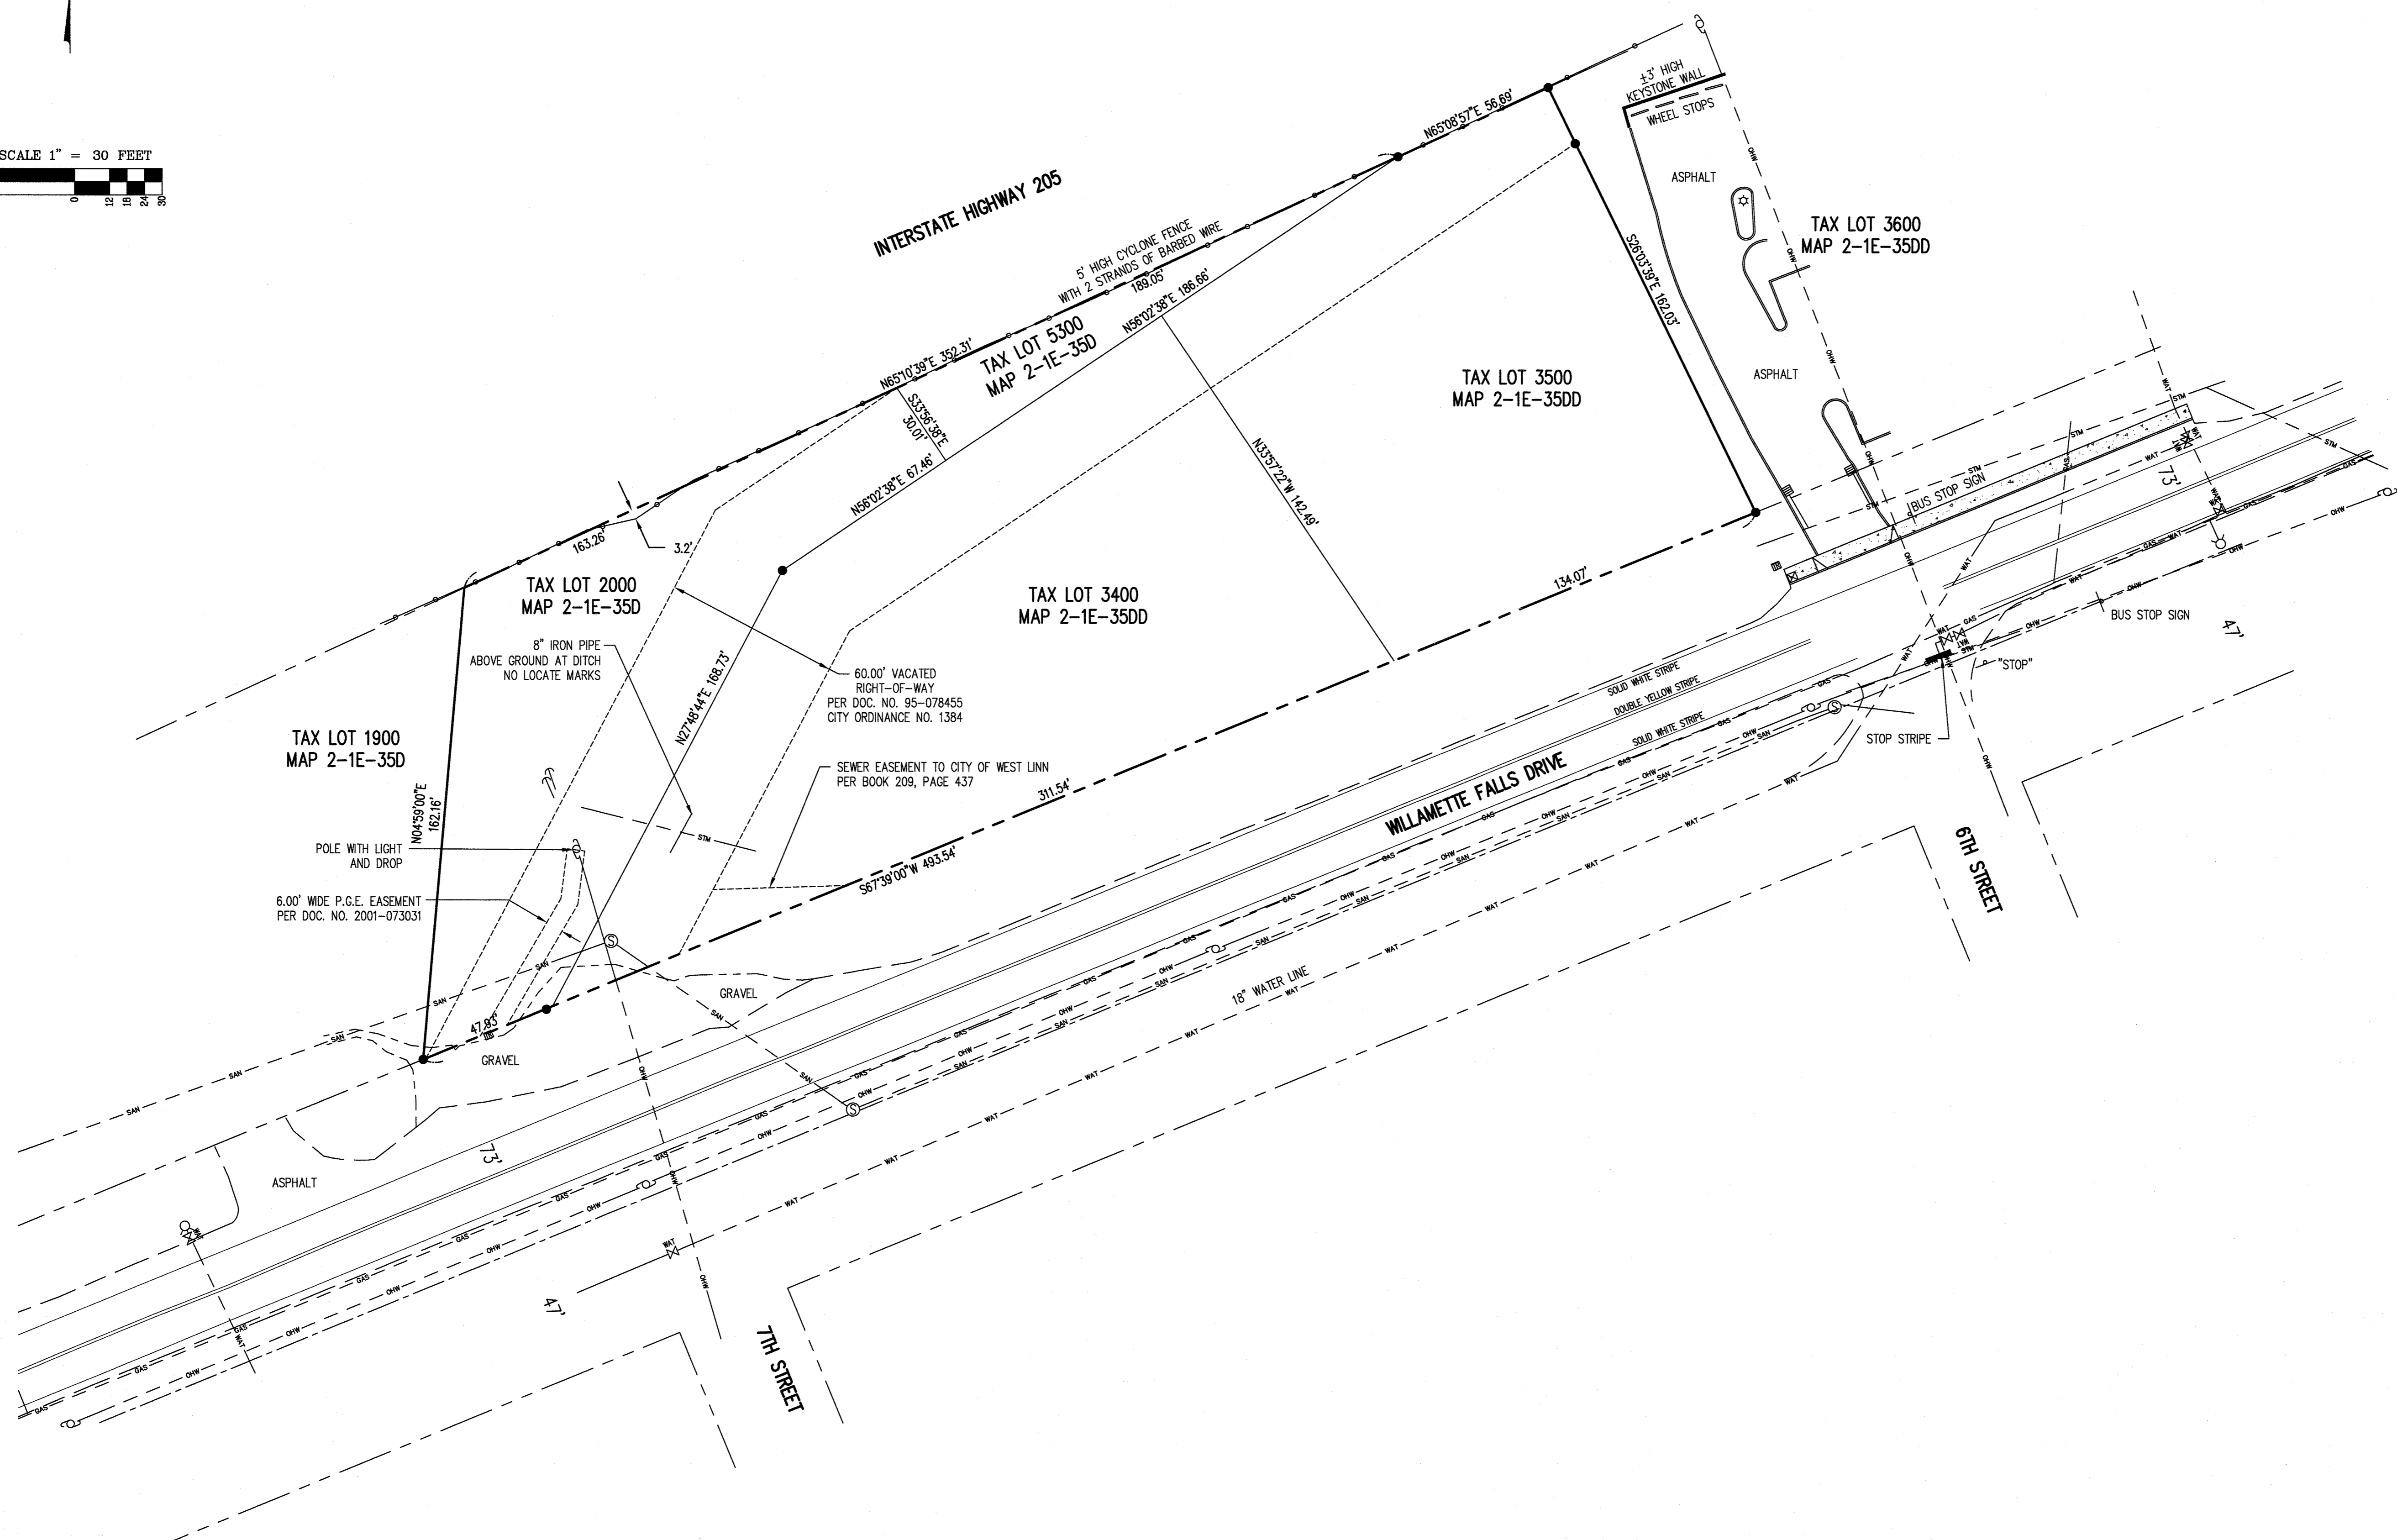 SCALE 1" = 30 FEET
0 12 18 24 30
INTERSTATE HIGHWAY 205
±3' HIGH
KEYSTONE WALL
WHEEL STOPS
ASPHALT
OHW
N65°08'57"E 56.69'
5' HIGH CYCLONE FENCE
WITH 2 STRANDS OF BARBED WIRE
189.05'
N56°02'38"E 186.66'
S26°03'39"E 162.03'
TAX LOT 3600
MAP 2-1E-35DD
OHW
N65°10'39"E 352.31'
TAX LOT 5300
MAP 2-1E-35D
S33°56'38"E
30.01'
TAX LOT 3500
MAP 2-1E-35DD
ASPHALT
OHW
WAT
STM
N56°02'38"E 67.46'
N33°57'22"W 142.49'
BUS STOP SIGN
73'
163.26'
3.2'
TAX LOT 2000
MAP 2-1E-35D
TAX LOT 3400
MAP 2-1E-35DD
134.07'
BUS STOP SIGN
47'
"STOP"
8" IRON PIPE
ABOVE GROUND AT DITCH
NO LOCATE MARKS
60.00' VACATED
RIGHT-OF-WAY
PER DOC. NO. 95-078455
CITY ORDINANCE NO. 1384
N27°48'44"E 168.73'
SOLID WHITE STRIPE
DOUBLE YELLOW STRIPE
SOLID WHITE STRIPE
STOP STRIPE
TAX LOT 1900
MAP 2-1E-35D
SEWER EASEMENT TO CITY OF WEST LINN
PER BOOK 209, PAGE 437
N04°59'00"E
162.16'
311.54'
WILLAMETTE FALLS DRIVE
6TH STREET
STM
POLE WITH LIGHT
AND DROP
S67°39'00"W 493.54'
6.00' WIDE P.G.E. EASEMENT
PER DOC. NO. 2001-073031
S
SAN
GRAVEL
18" WATER LINE
47.93'
GRAVEL
SAN
S
73'
ASPHALT
GAS
OHW
WAT
47'
7TH STREET